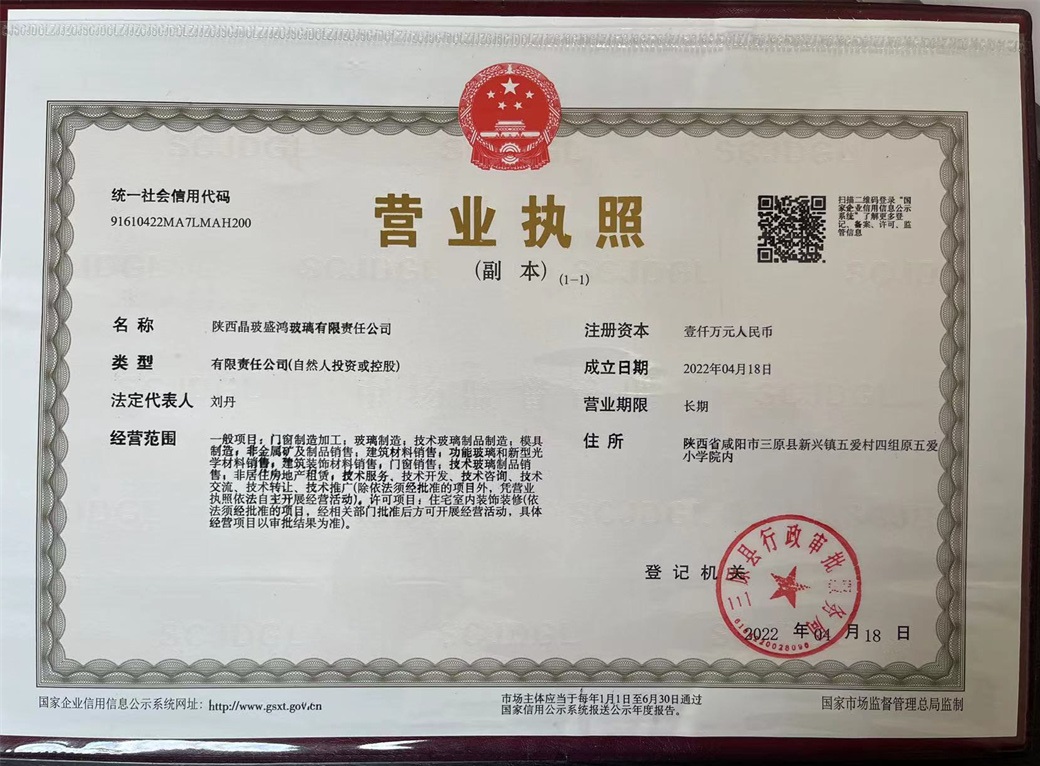 统一社会信用代码
91610422MA7LMAH200
营业执照
(副 本) (1-1)
扫描二维码登录“国
家企业信用信息公示
系统”了解更多登
记、备案、许可、监
管信息
名称 陕西晶玻盛鸿玻璃有限责任公司
类型 有限责任公司(自然人投资或控股)
法定代表人 刘丹
经营范围 一般项目：门窗制造加工；玻璃制造；技术玻璃制品制造；模具
制造；非金属矿及制品销售；建筑材料销售；功能玻璃和新型光
学材料销售；建筑装饰材料销售；门窗销售；技术玻璃制品销
售；非居住房地产租赁；技术服务、技术开发、技术咨询、技术
交流、技术转让、技术推广(除依法须经批准的项目外，凭营业
执照依法自主开展经营活动)。许可项目：住宅室内装饰装修(依
法须经批准的项目，经相关部门批准后方可开展经营活动，具体
经营项目以审批结果为准)。
注册资本 壹仟万元人民币
成立日期 2022年04月18日
营业期限 长期
住所 陕西省咸阳市三原县新兴镇五爱村四组原五爱
小学院内
登记机关
三原县行政审批服务局
2022 年 04 月 18 日
国家企业信用信息公示系统网址：http://www.gsxt.gov.cn
市场主体应当于每年1月1日至6月30日通过
国家信用公示系统报送公示年度报告。
国家市场监督管理总局监制